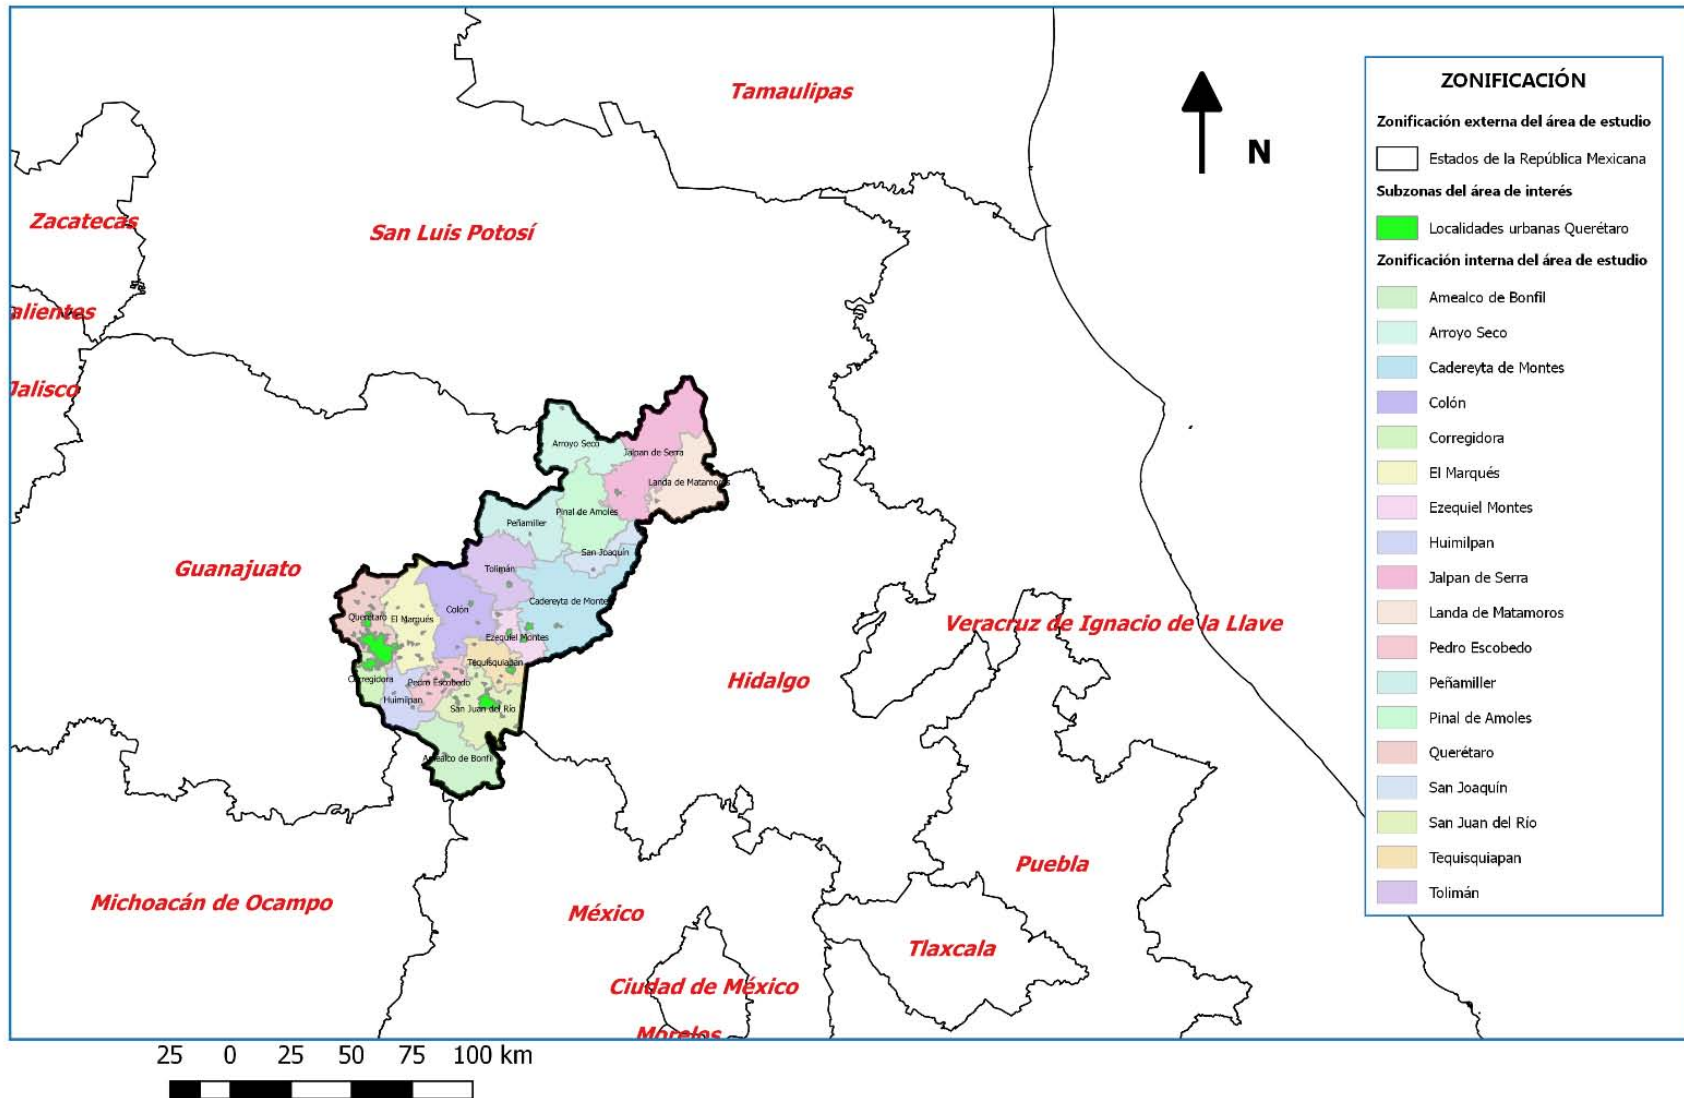 Tamaulipas
N
Zacatecas
San Luis Potosí
alientes
Jalisco
Arroyo Seco
Jalpan de Serra
Landa de Matamoros
Pinal de Amoles
Peñamiller
San Joaquín
Guanajuato
Tolimán
Cadereyta de Monte
Colón
Querétaro
El Marqués
Ezequiel Montes
Veracruz de Ignacio de la Llave
Tequisquiapan
Corregidora
Pedro Escobedo
Hidalgo
Huimilpan
San Juan del Río
Amealco de Bonfil
Puebla
Michoacán de Ocampo
México
Tlaxcala
Ciudad de México
Morelos
ZONIFICACIÓN
Zonificación externa del área de estudio
Estados de la República Mexicana
Subzonas del área de interés
Localidades urbanas Querétaro
Zonificación interna del área de estudio
Amealco de Bonfil
Arroyo Seco
Cadereyta de Montes
Colón
Corregidora
El Marqués
Ezequiel Montes
Huimilpan
Jalpan de Serra
Landa de Matamoros
Pedro Escobedo
Peñamiller
Pinal de Amoles
Querétaro
San Joaquín
San Juan del Río
Tequisquiapan
Tolimán
25 0 25 50 75 100 km